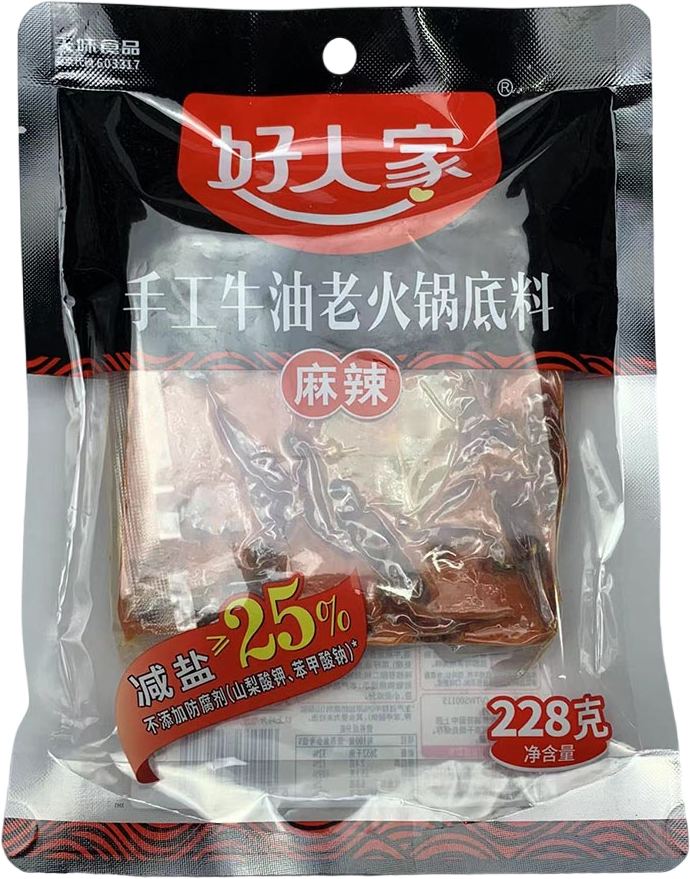 天味食品
603317
®
好人家
手工牛油老火锅底料
麻辣
减盐≥25%
不添加防腐剂(山梨酸钾、苯甲酸钠)*
228克
净含量